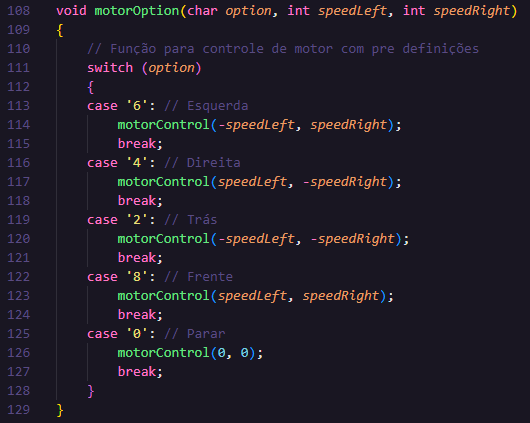 108 void motorOption(char option, int speedLeft, int speedRight)
109 {
110     // Função para controle de motor com pre definições
111     switch (option)
112     {
113     case '6': // Esquerda
114         motorControl(-speedLeft, speedRight);
115         break;
116     case '4': // Direita
117         motorControl(speedLeft, -speedRight);
118         break;
119     case '2': // Trás
120         motorControl(-speedLeft, -speedRight);
121         break;
122     case '8': // Frente
123         motorControl(speedLeft, speedRight);
124         break;
125     case '0': // Parar
126         motorControl(0, 0);
127         break;
128     }
129 }